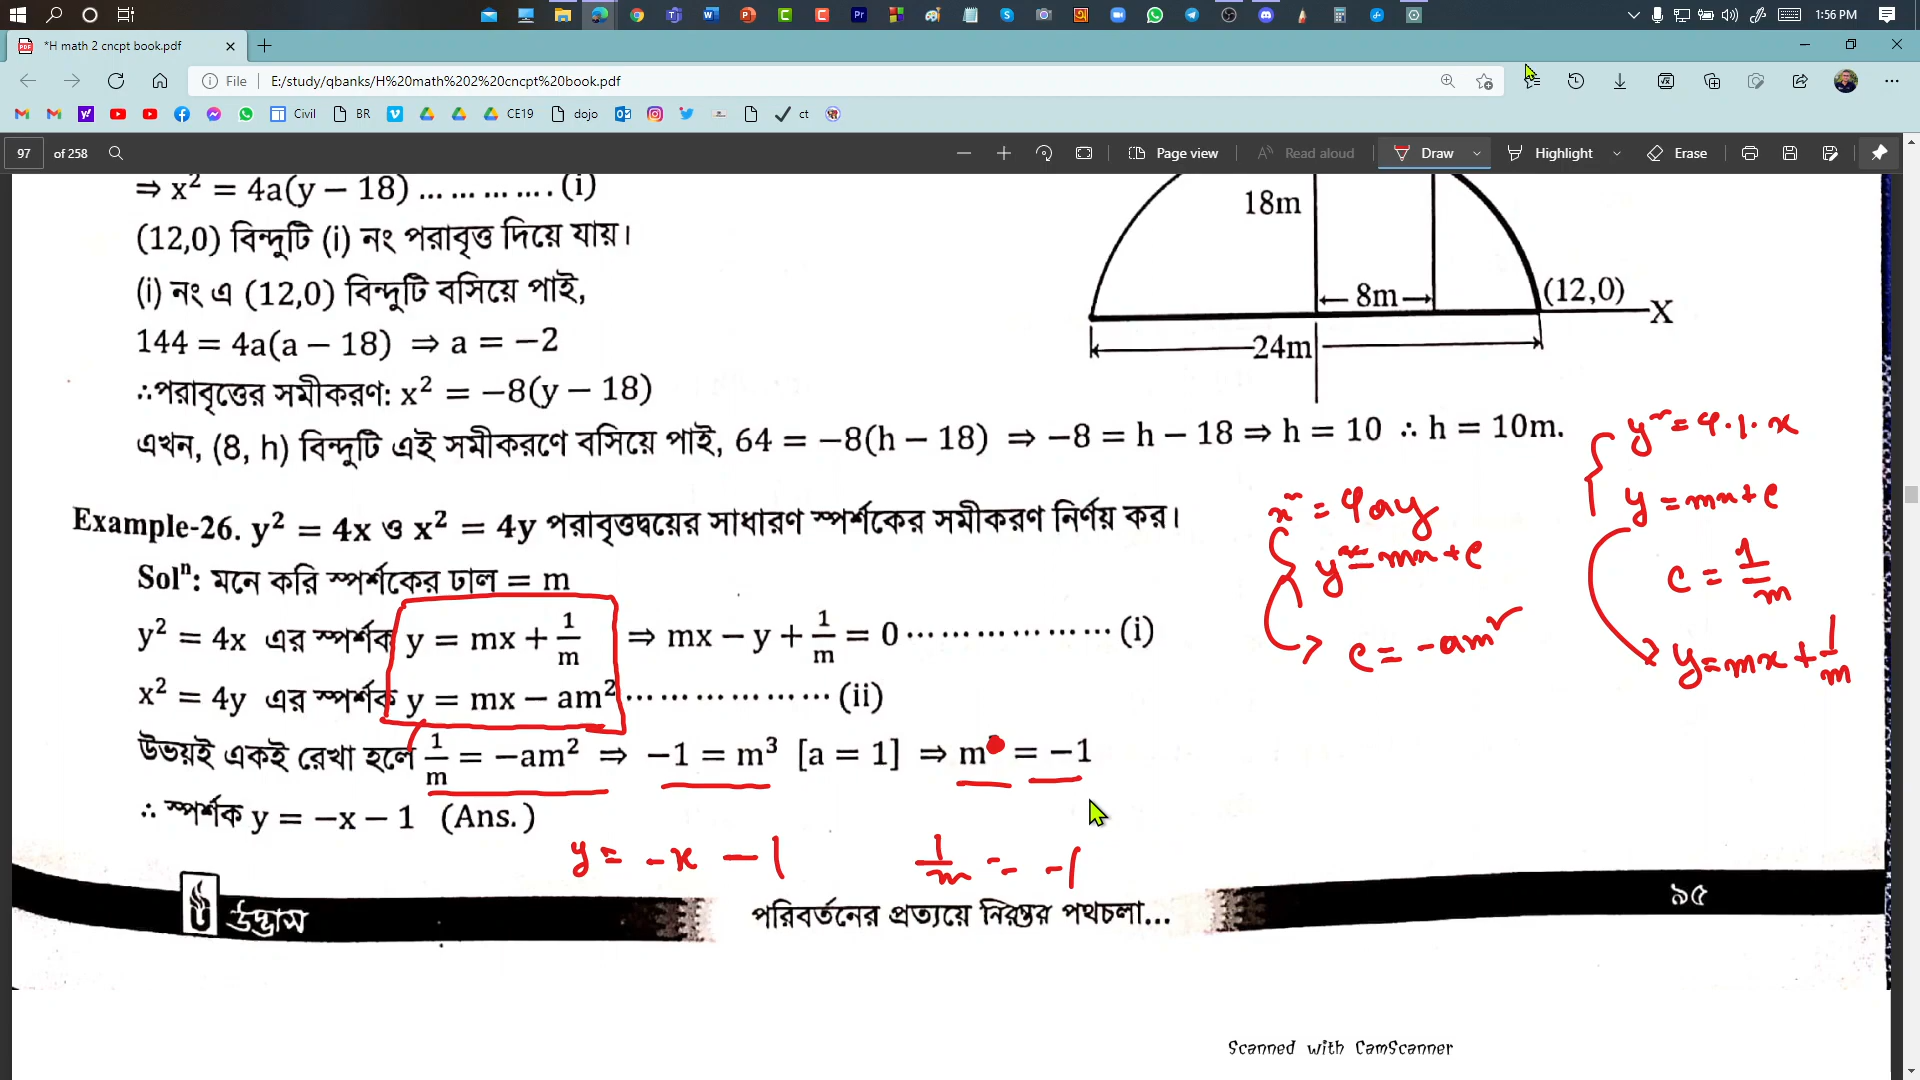 1:56 PM
*H math 2 cncpt book.pdf
File E:/study/qbanks/H%20math%202%20cncpt%20book.pdf
Civil BR CE19 dojo ct
97 of 258 Page view Read aloud Draw Highlight Erase
⇒ x² = 4a(y − 18) … … … …. (i)
18m
(12,0) বিন্দুটি (i) নং পরাবৃত্ত দিয়ে যায়।
(i) নং এ (12,0) বিন্দুটি বসিয়ে পাই,
8m (12,0) X
144 = 4a(a − 18) ⇒ a = −2
24m
∴পরাবৃত্তের সমীকরণ: x² = −8(y − 18)
এখন, (8, h) বিন্দুটি এই সমীকরণে বসিয়ে পাই, 64 = −8(h − 18) ⇒ −8 = h − 18 ⇒ h = 10 ∴ h = 10m.
y² = 4·1·x
y = mx + c
c = 1/m
y = mx + 1/m
x² = 4ay
y = mx + c
c = −am²
Example-26. y² = 4x ও x² = 4y পরাবৃত্তদ্বয়ের সাধারণ স্পর্শকের সমীকরণ নির্ণয় কর।
Solⁿ: মনে করি স্পর্শকের ঢাল = m
y² = 4x এর স্পর্শক y = mx + 1/m ⇒ mx − y + 1/m = 0 ………………… (i)
x² = 4y এর স্পর্শক y = mx − am² ………………… (ii)
উভয়ই একই রেখা হলে 1/m = −am² ⇒ −1 = m³ [a = 1] ⇒ m = −1
∴ স্পর্শক y = −x − 1 (Ans.)
y = −x − 1 1/m = −1
উদ্ভাস পরিবর্তনের প্রত্যয়ে নিরন্তর পথচলা... ৯৫
Scanned with CamScanner